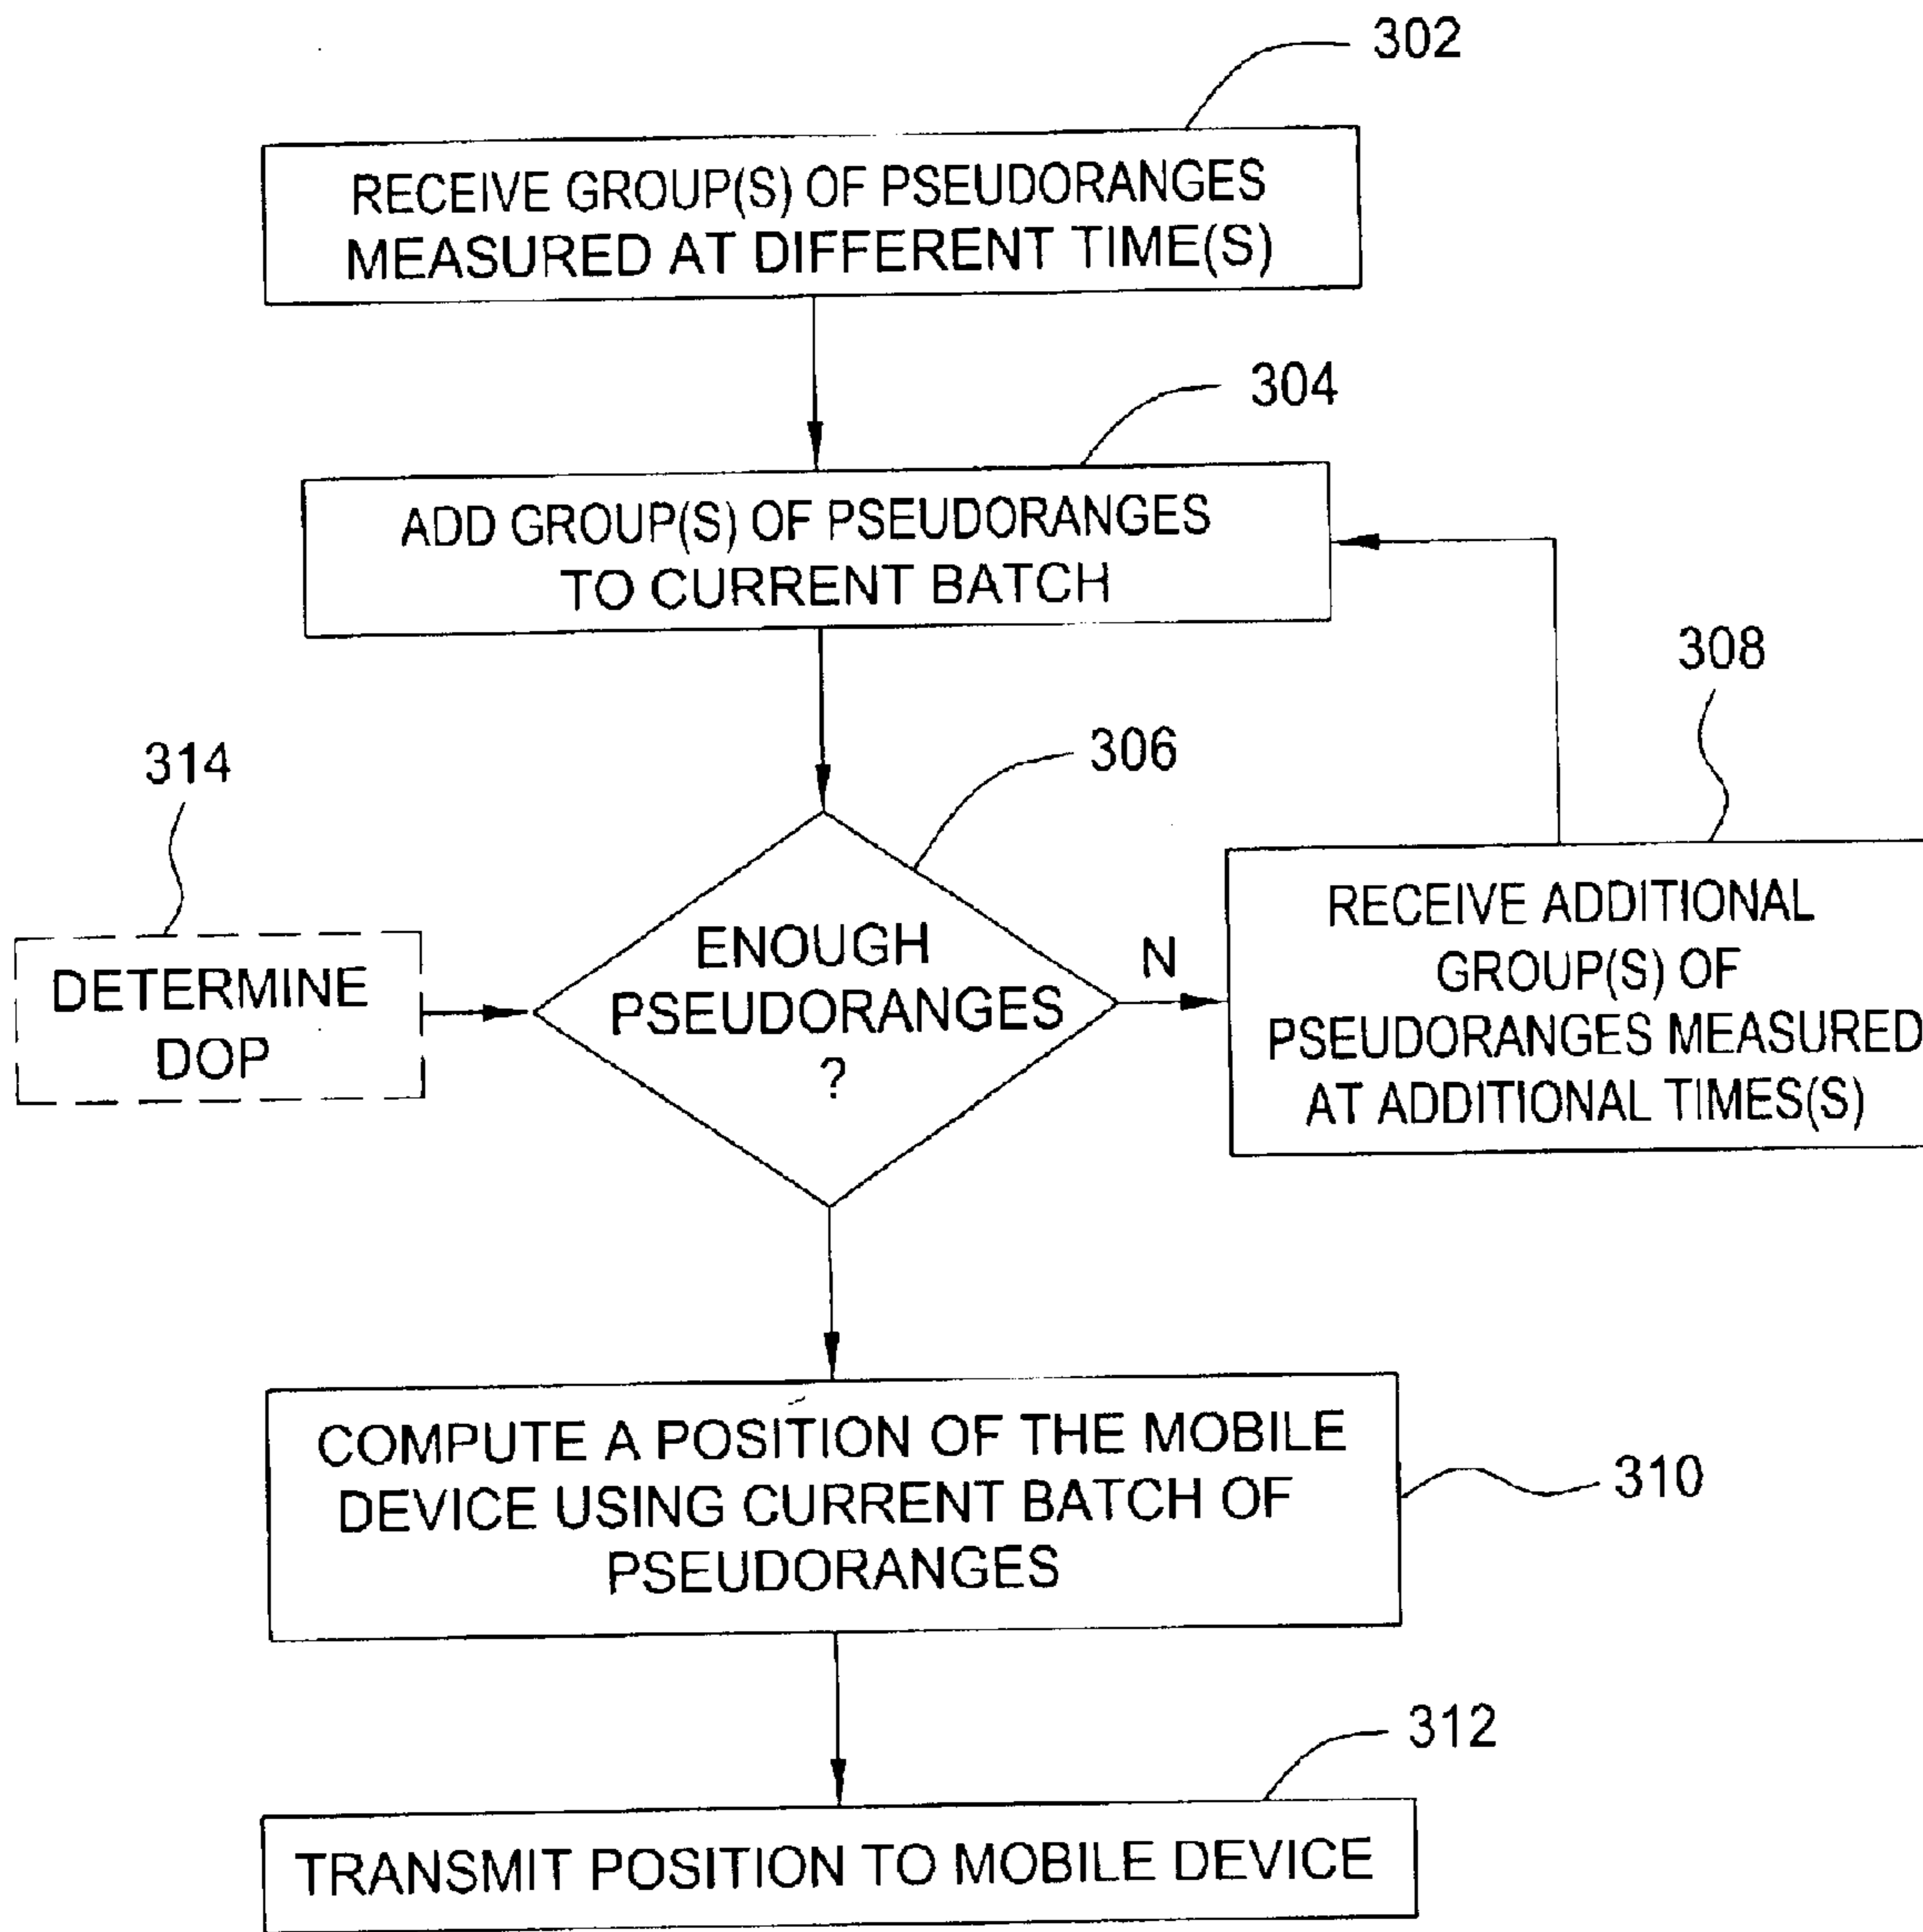 302
RECEIVE GROUP(S) OF PSEUDORANGES
MEASURED AT DIFFERENT TIME(S)
304
ADD GROUP(S) OF PSEUDORANGES
TO CURRENT BATCH
308
306
314
ENOUGH
PSEUDORANGES
?
N
DETERMINE
DOP
RECEIVE ADDITIONAL
GROUP(S) OF
PSEUDORANGES MEASURED
AT ADDITIONAL TIMES(S)
COMPUTE A POSITION OF THE MOBILE
DEVICE USING CURRENT BATCH OF
PSEUDORANGES
310
312
TRANSMIT POSITION TO MOBILE DEVICE